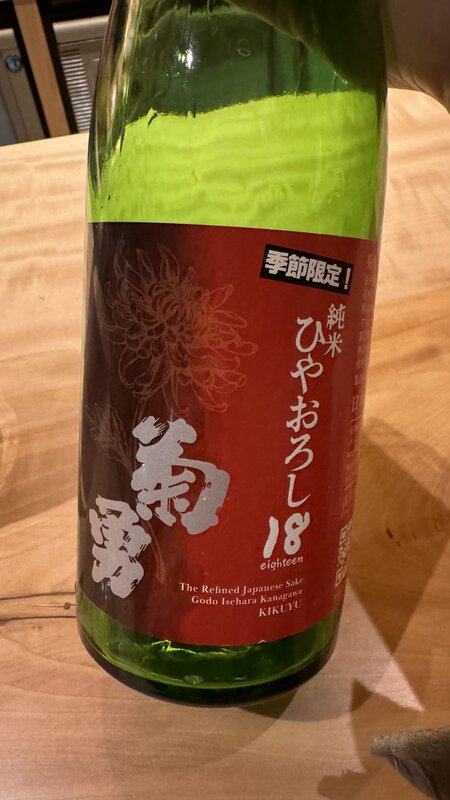 季節限定!
純米
ひやおろし
18
eighteen
菊勇
The Refined Japanese Sake
Godo Isehara Kanagawa
KIKUYU